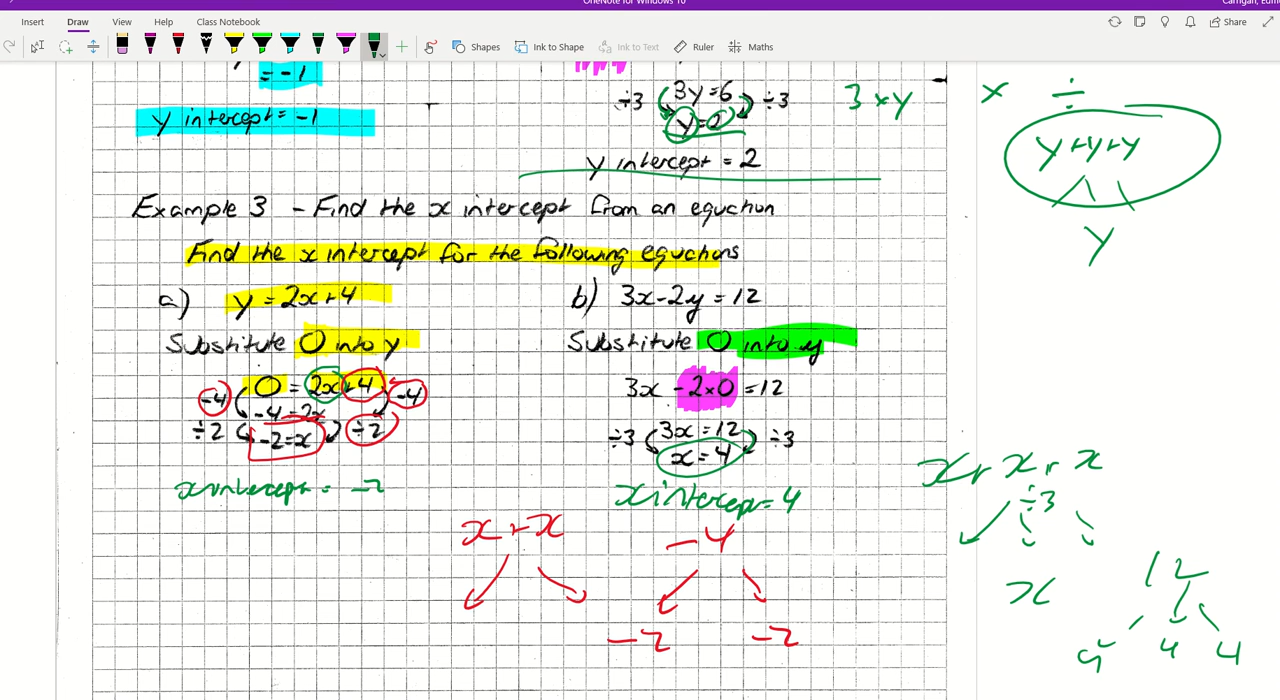 OneNote for Windows 10
Insert Draw View Help Class Notebook
Share
Shapes Ink to Shape Ink to Text Ruler Maths
= -1
y intercept = -1
÷3 3y=6 ÷3
y=2
y intercept = 2
3 × y
× ÷
y+y+y
y
Example 3 - Find the x intercept from an equation
Find the x intercept for the following equations
a) y = 2x+4
Substitute 0 into y
-4 0 = 2x+4 -4
-4 = 2x
÷2 -2=x ÷2
x intercept = -2
b) 3x-2y = 12
Substitute 0 into y
3x - 2×0 = 12
÷3 3x = 12 ÷3
x = 4
x intercept = 4
x + x
-4
-2 -2
x + x + x
÷3
x
12
4 4 4